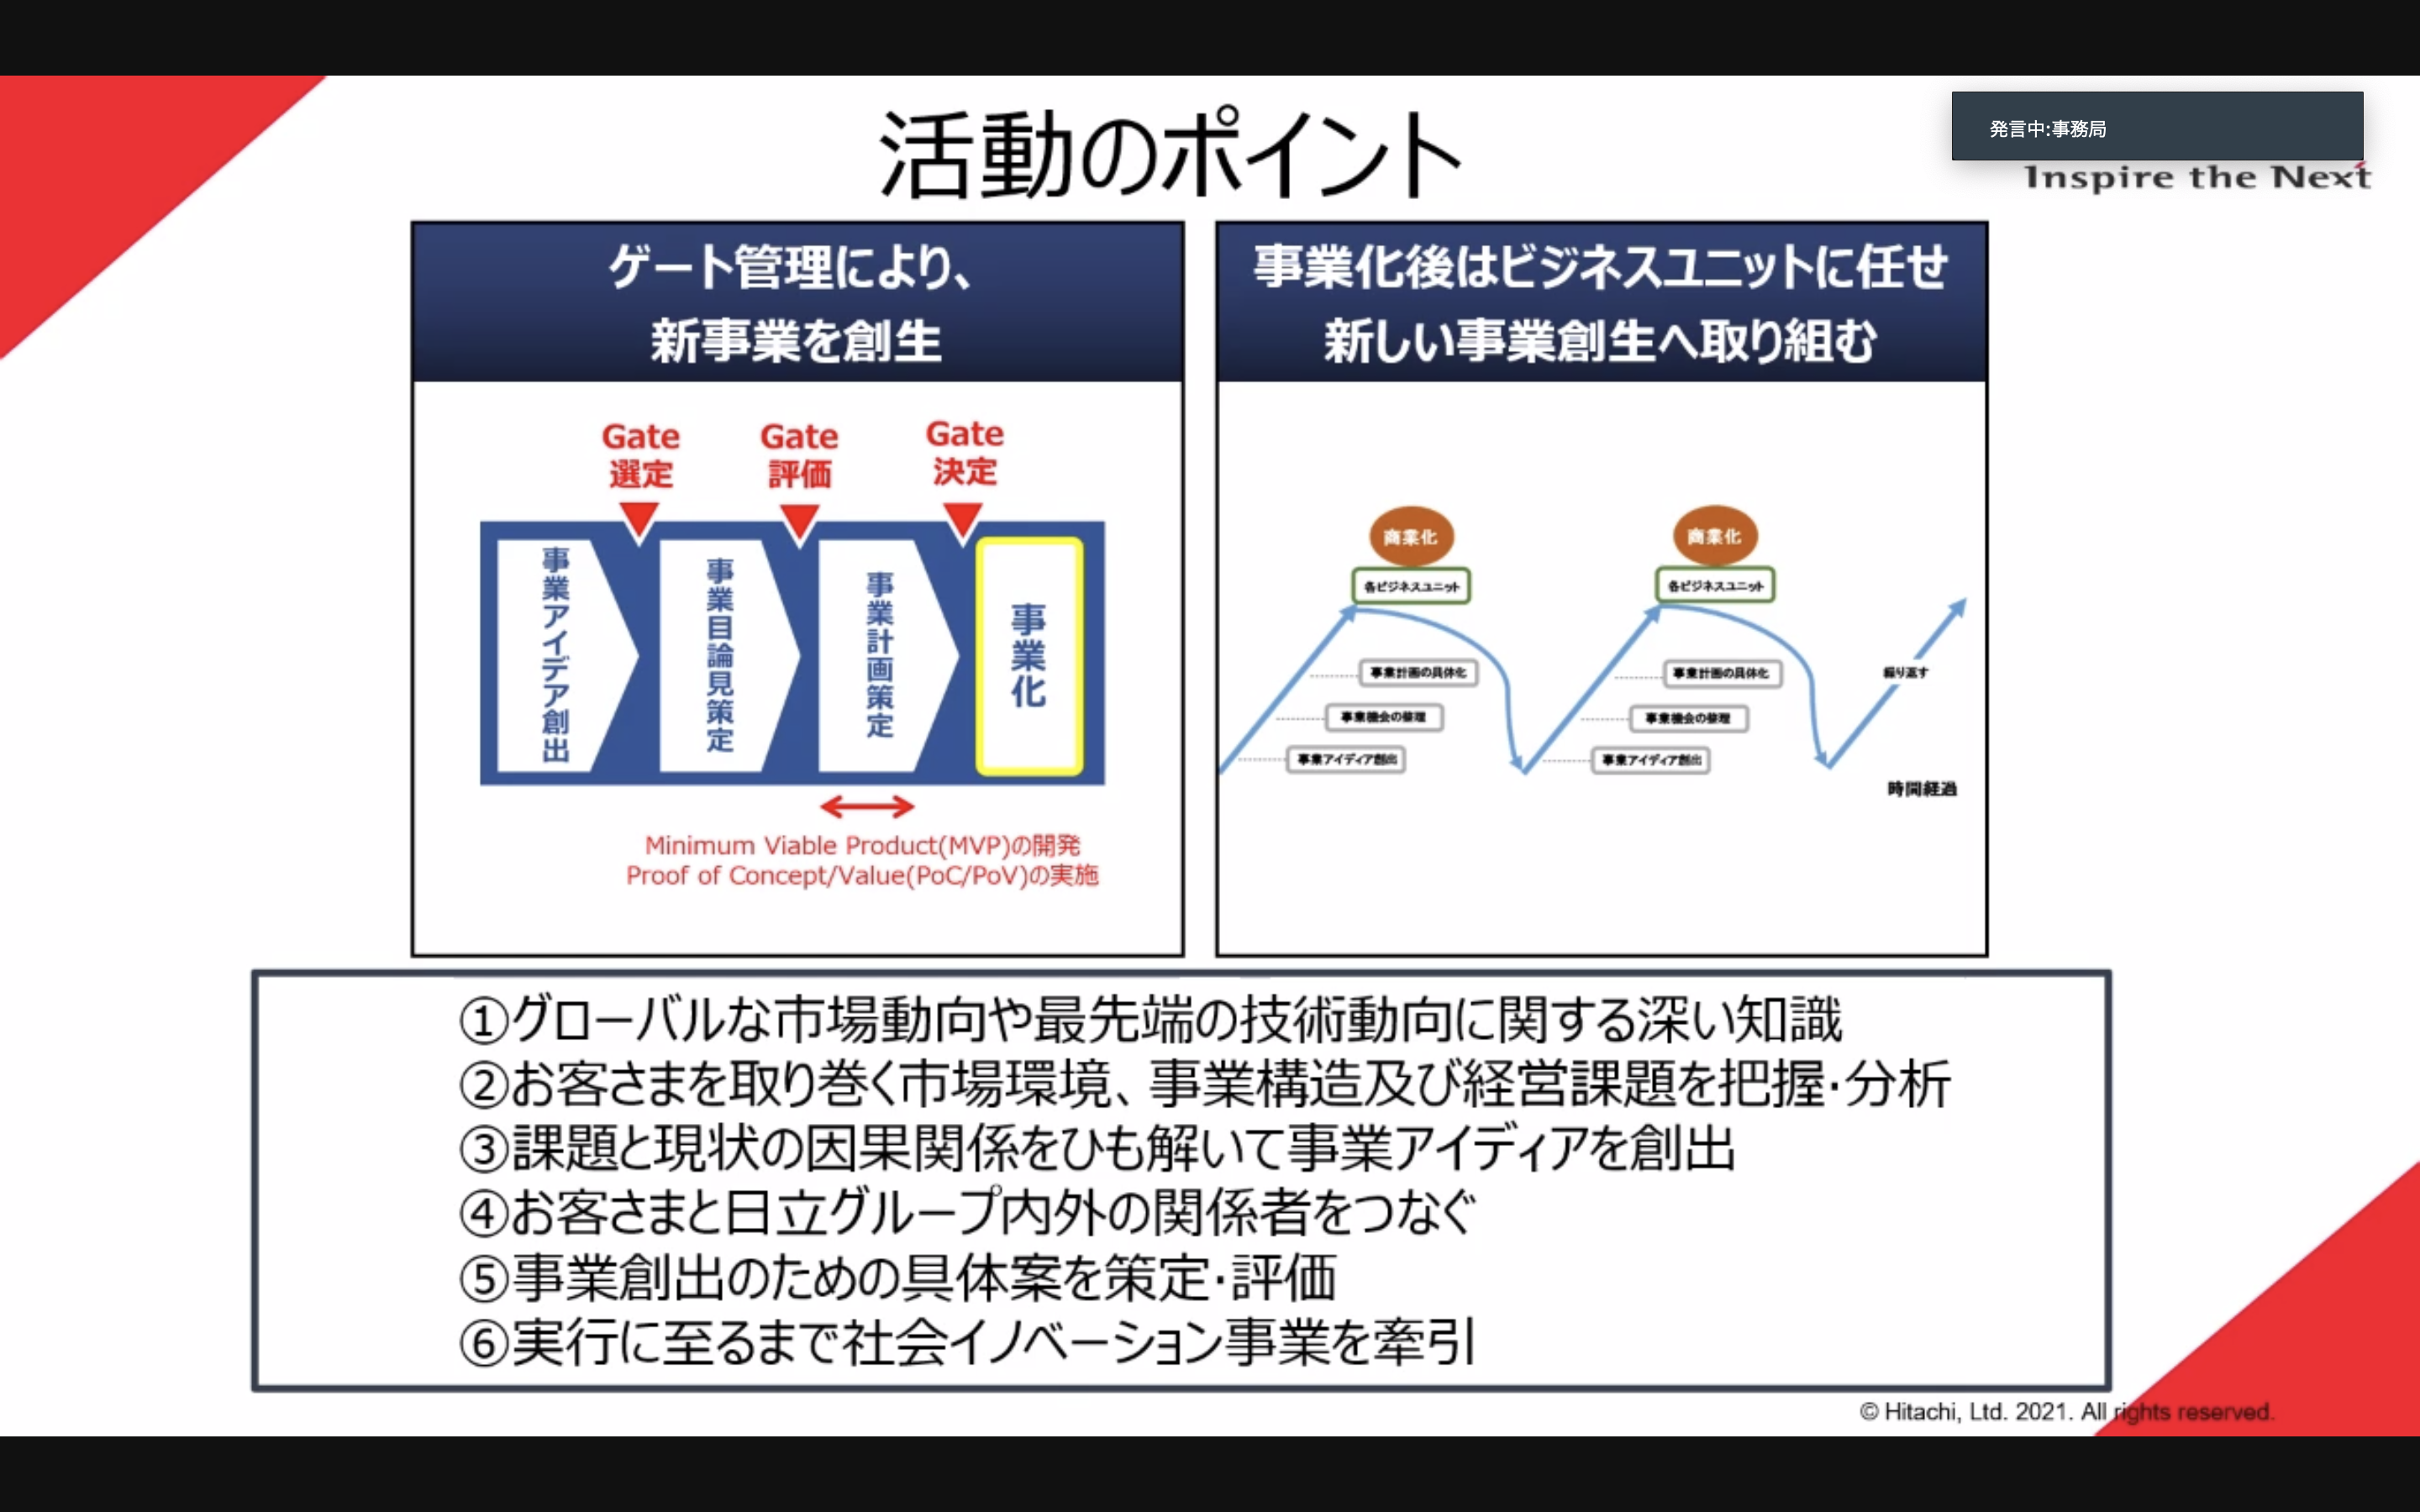 発言中:事務局
Inspire the Next
活動のポイント
ゲート管理により、
新事業を創生
Gate
選定
Gate
評価
Gate
決定
事業アイデア創出
事業目論見策定
事業計画策定
事業化
Minimum Viable Product(MVP)の開発
Proof of Concept/Value(PoC/PoV)の実施
事業化後はビジネスユニットに任せ
新しい事業創生へ取り組む
商業化
各ビジネスユニット
事業計画の具体化
事業機会の整理
事業アイディア創出
商業化
各ビジネスユニット
事業計画の具体化
事業機会の整理
事業アイディア創出
繰り返す
時間経過
①グローバルな市場動向や最先端の技術動向に関する深い知識
②お客さまを取り巻く市場環境、事業構造及び経営課題を把握・分析
③課題と現状の因果関係をひも解いて事業アイディアを創出
④お客さまと日立グループ内外の関係者をつなぐ
⑤事業創出のための具体案を策定・評価
⑥実行に至るまで社会イノベーション事業を牽引
© Hitachi, Ltd. 2021. All rights reserved.